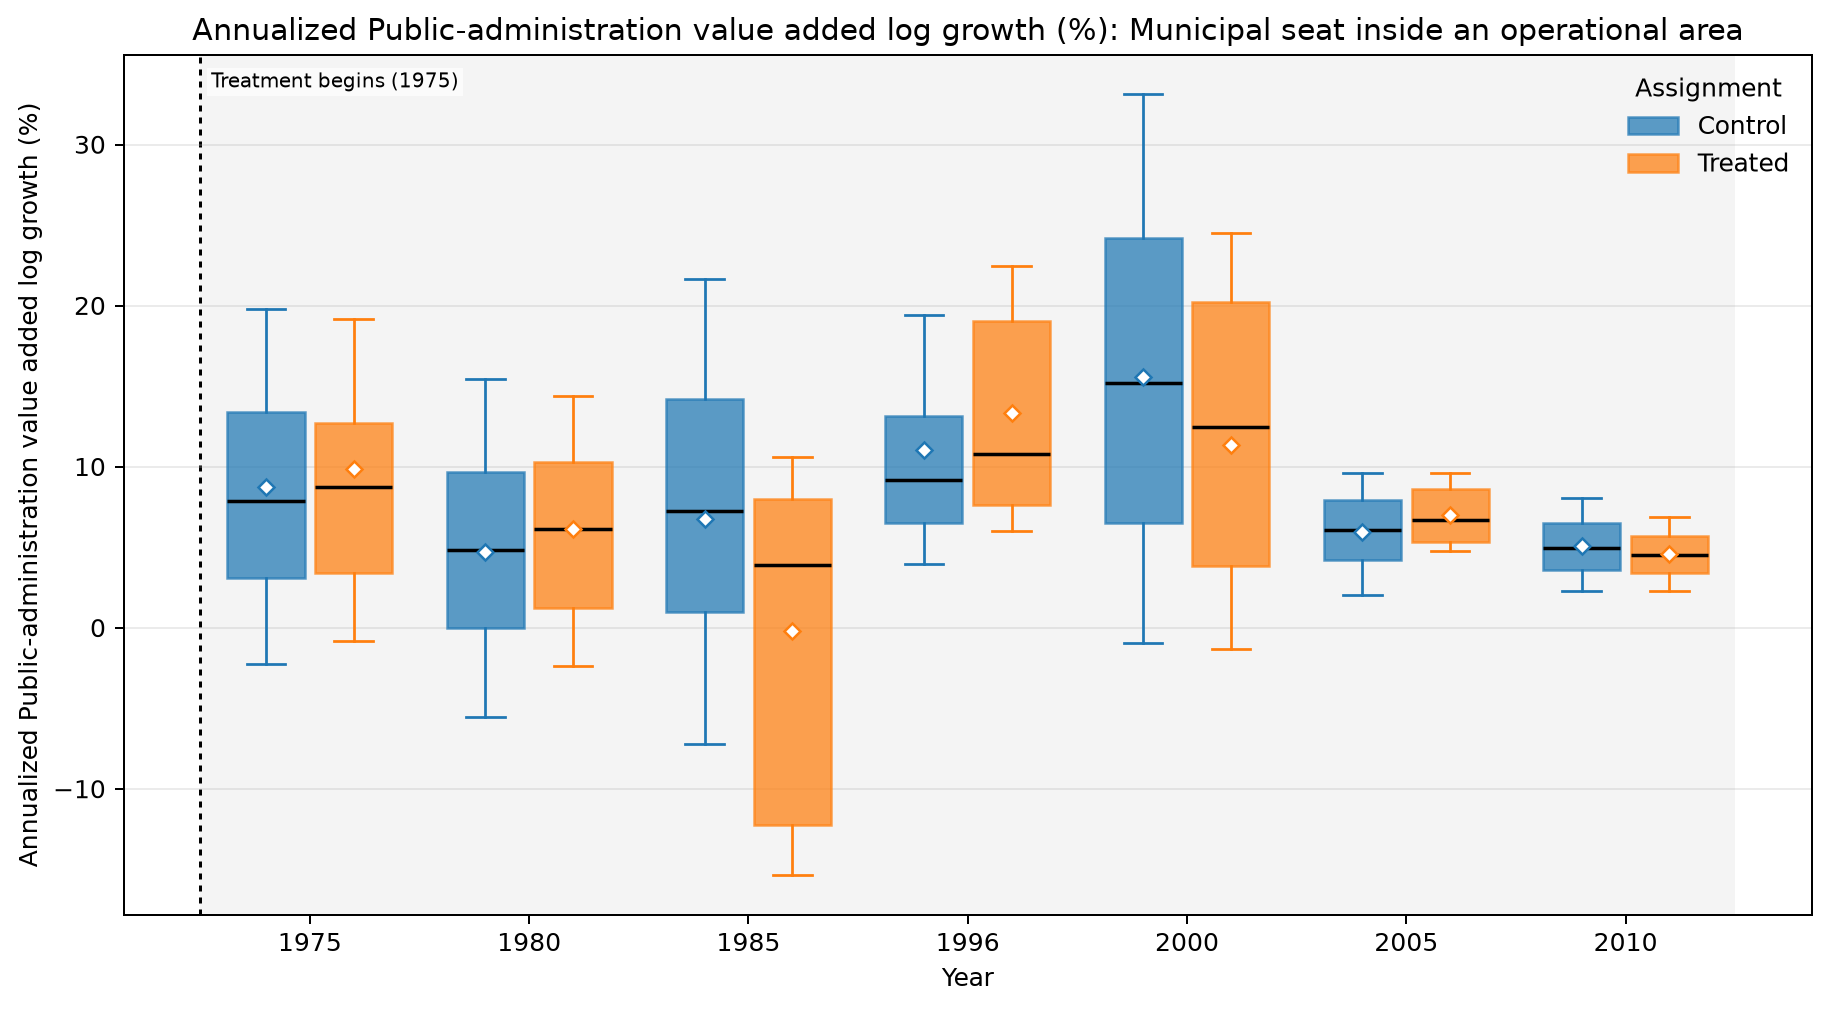 Annualized Public-administration value added log growth (%): Municipal seat inside an operational area
Annualized Public-administration value added log growth (%)
Treatment begins (1975)
Assignment
Control
Treated
30
20
10
0
−10
1975 1980 1985 1996 2000 2005 2010
Year